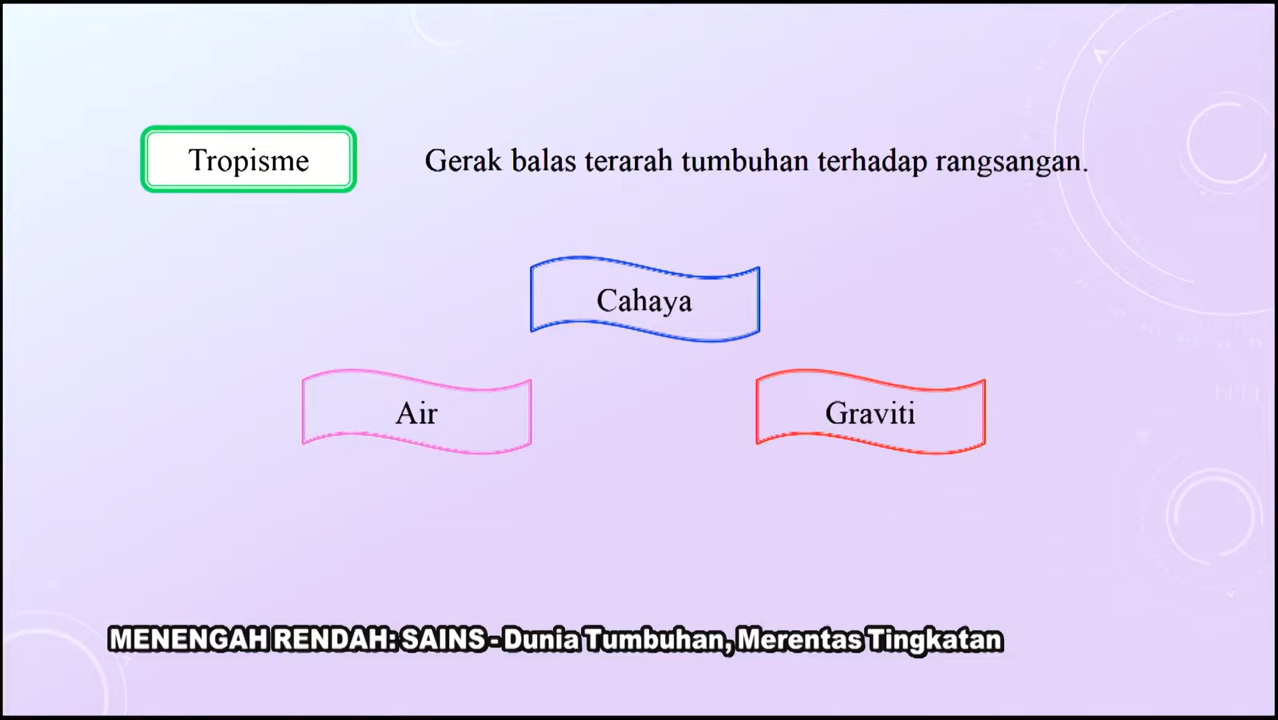 Tropisme
Gerak balas terarah tumbuhan terhadap rangsangan.
Cahaya
Air
Graviti
MENENGAH RENDAH: SAINS - Dunia Tumbuhan, Merentas Tingkatan